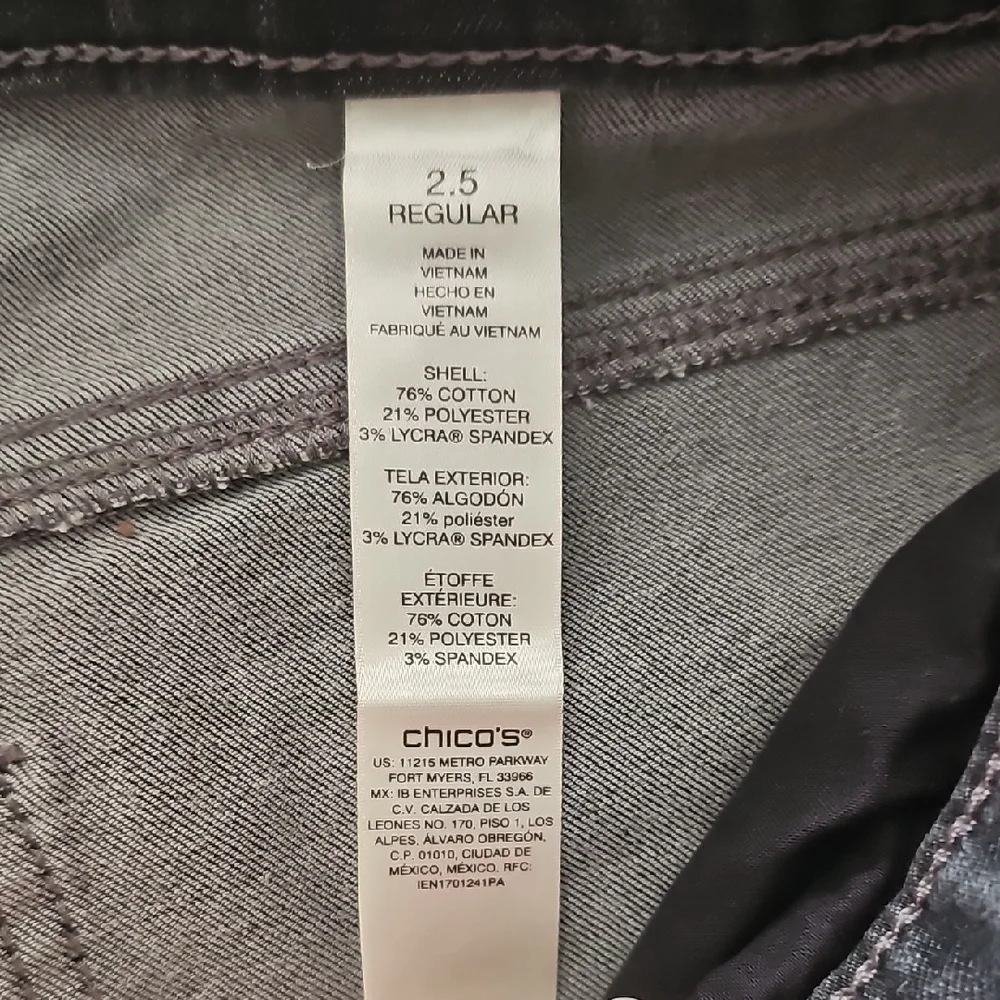 2.5
REGULAR
MADE IN
VIETNAM
HECHO EN
VIETNAM
FABRIQUÉ AU VIETNAM
SHELL:
76% COTTON
21% POLYESTER
3% LYCRA® SPANDEX
TELA EXTERIOR:
76% ALGODÓN
21% poliéster
3% LYCRA® SPANDEX
ÉTOFFE
EXTÉRIEURE:
76% COTON
21% POLYESTER
3% SPANDEX
chico's®
US: 11215 METRO PARKWAY
FORT MYERS, FL 33966
MX: IB ENTERPRISES S.A. DE
C.V. CALZADA DE LOS
LEONES NO. 170, PISO 1, LOS
ALPES, ÁLVARO OBREGÓN,
C.P. 01010, CIUDAD DE
MÉXICO, MÉXICO. RFC:
IEN1701241PA